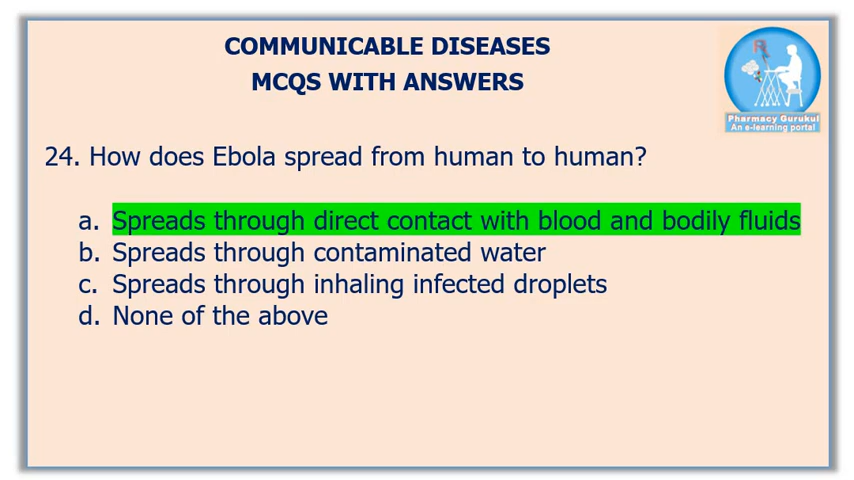 COMMUNICABLE DISEASES
MCQS WITH ANSWERS
Pharmacy Gurukul
An e-learning portal
24. How does Ebola spread from human to human?
a. Spreads through direct contact with blood and bodily fluids
b. Spreads through contaminated water
c. Spreads through inhaling infected droplets
d. None of the above